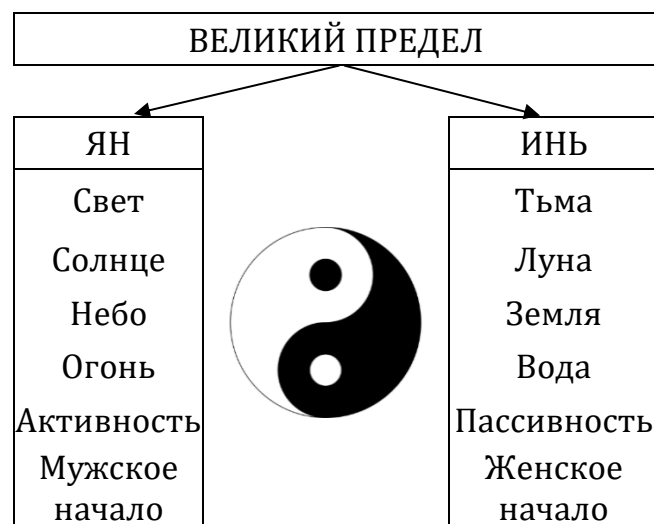 ВЕЛИКИЙ ПРЕДЕЛ
ЯН
Свет
Солнце
Небо
Огонь
Активность
Мужское
начало
ИНЬ
Тьма
Луна
Земля
Вода
Пассивность
Женское
начало